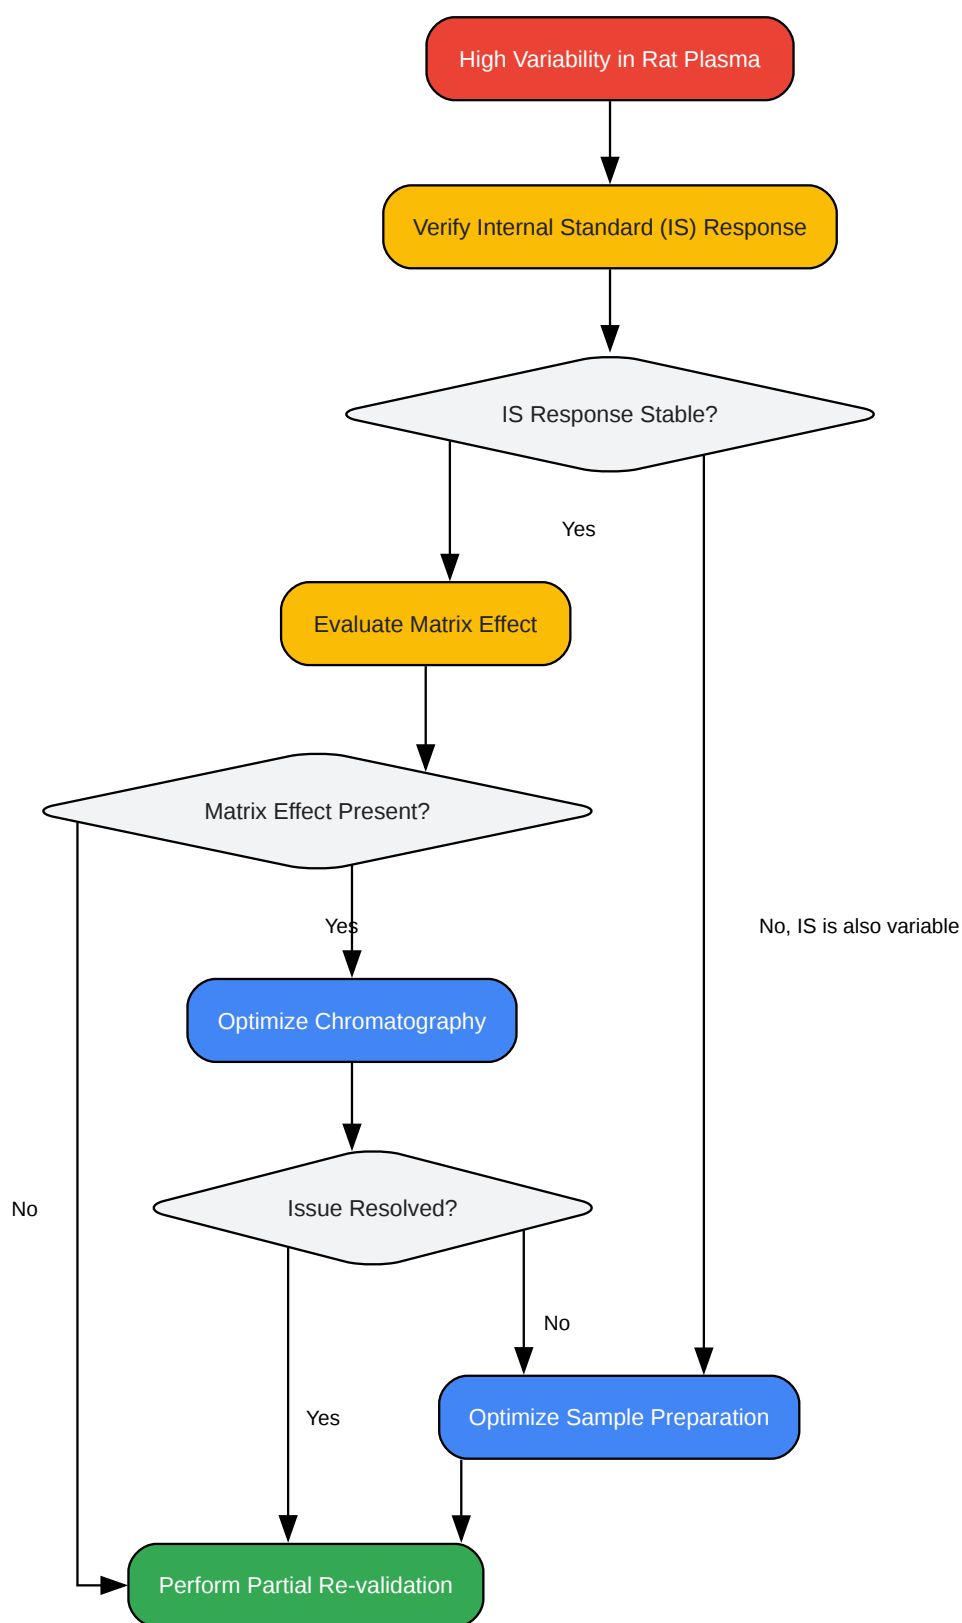 High Variability in Rat Plasma
Verify Internal Standard (IS) Response
IS Response Stable?
Yes
Evaluate Matrix Effect
Matrix Effect Present?
Yes
No, IS is also variable
Optimize Chromatography
No
Issue Resolved?
No
Yes
Optimize Sample Preparation
Perform Partial Re-validation